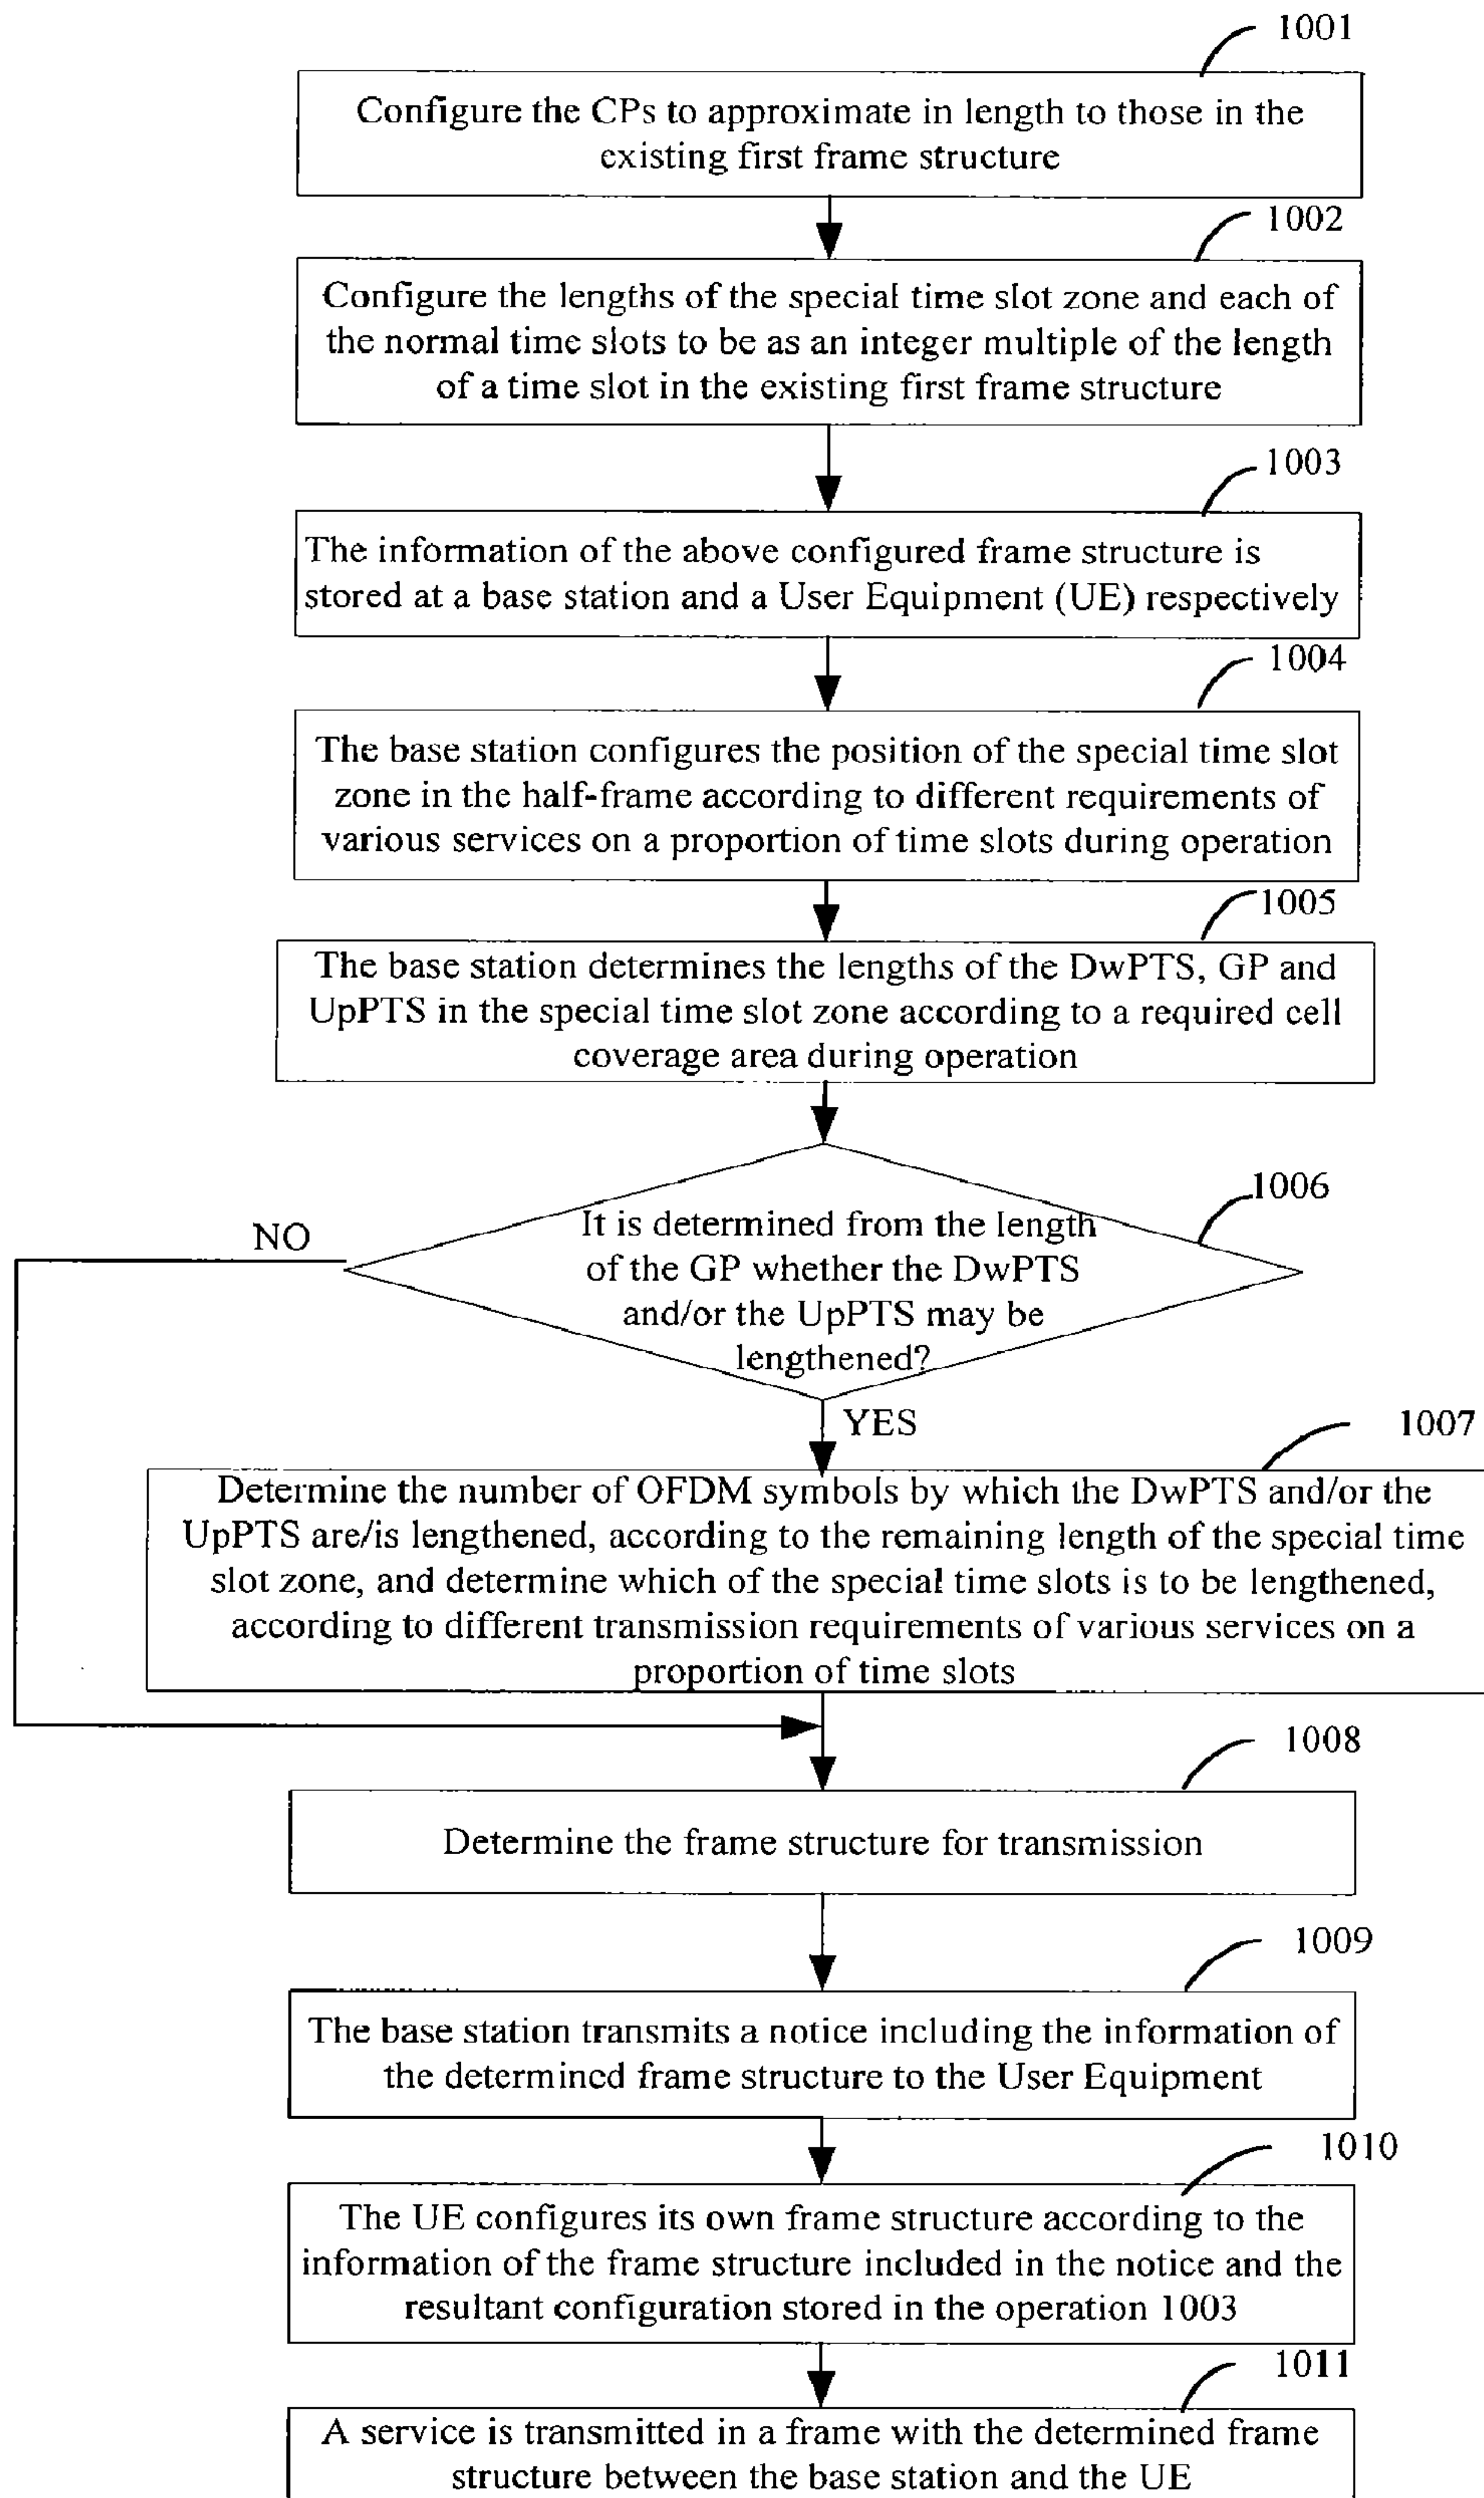 1001
Configure the CPs to approximate in length to those in the
existing first frame structure
1002
Configure the lengths of the special time slot zone and each of
the normal time slots to be as an integer multiple of the length
of a time slot in the existing first frame structure
1003
The information of the above configured frame structure is
stored at a base station and a User Equipment (UE) respectively
1004
The base station configures the position of the special time slot
zone in the half-frame according to different requirements of
various services on a proportion of time slots during operation
1005
The base station determines the lengths of the DwPTS, GP and
UpPTS in the special time slot zone according to a required cell
coverage area during operation
1006
NO
It is determined from the length
of the GP whether the DwPTS
and/or the UpPTS may be
lengthened?
YES
1007
Determine the number of OFDM symbols by which the DwPTS and/or the
UpPTS are/is lengthened, according to the remaining length of the special time
slot zone, and determine which of the special time slots is to be lengthened,
according to different transmission requirements of various services on a
proportion of time slots
1008
Determine the frame structure for transmission
1009
The base station transmits a notice including the information of
the determined frame structure to the User Equipment
1010
The UE configures its own frame structure according to the
information of the frame structure included in the notice and the
resultant configuration stored in the operation 1003
1011
A service is transmitted in a frame with the determined frame
structure between the base station and the UE